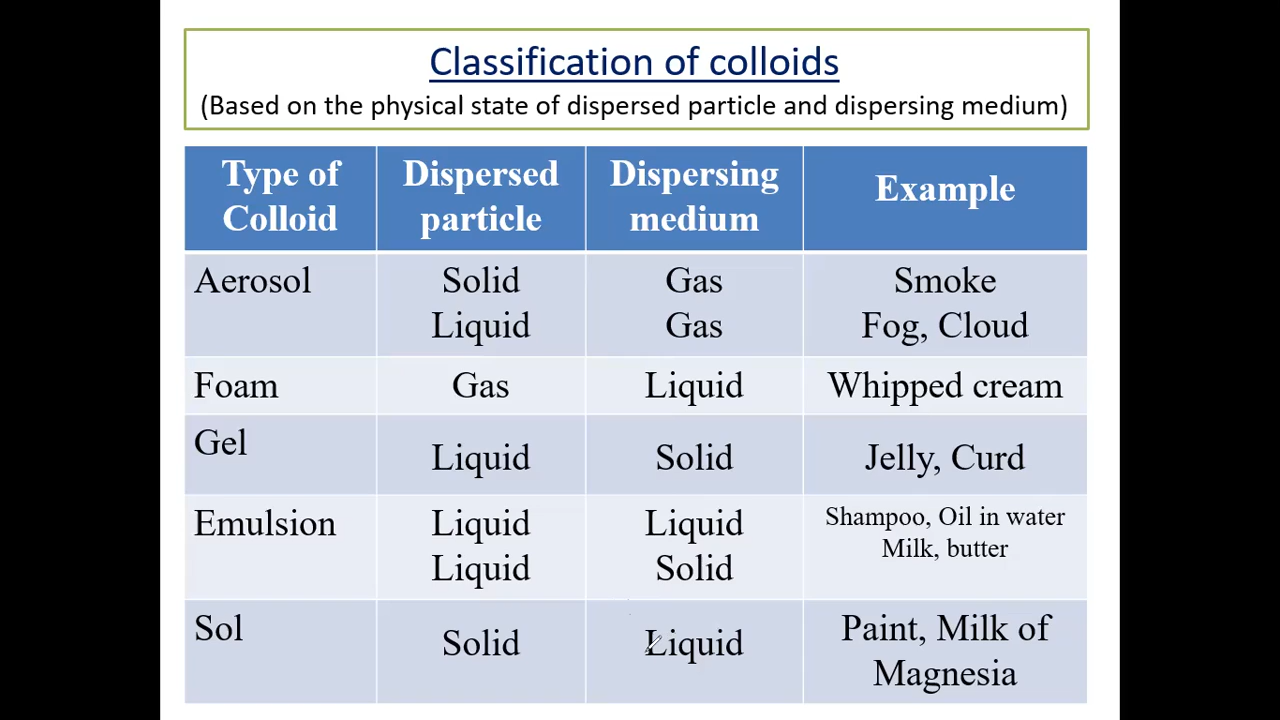 Classification of colloids
(Based on the physical state of dispersed particle and dispersing medium)
Type of Colloid Dispersed particle Dispersing medium Example
Aerosol Solid Gas Smoke
Liquid Gas Fog, Cloud
Foam Gas Liquid Whipped cream
Gel Liquid Solid Jelly, Curd
Emulsion Liquid Liquid Shampoo, Oil in water
Liquid Solid Milk, butter
Sol Solid Liquid Paint, Milk of
Magnesia